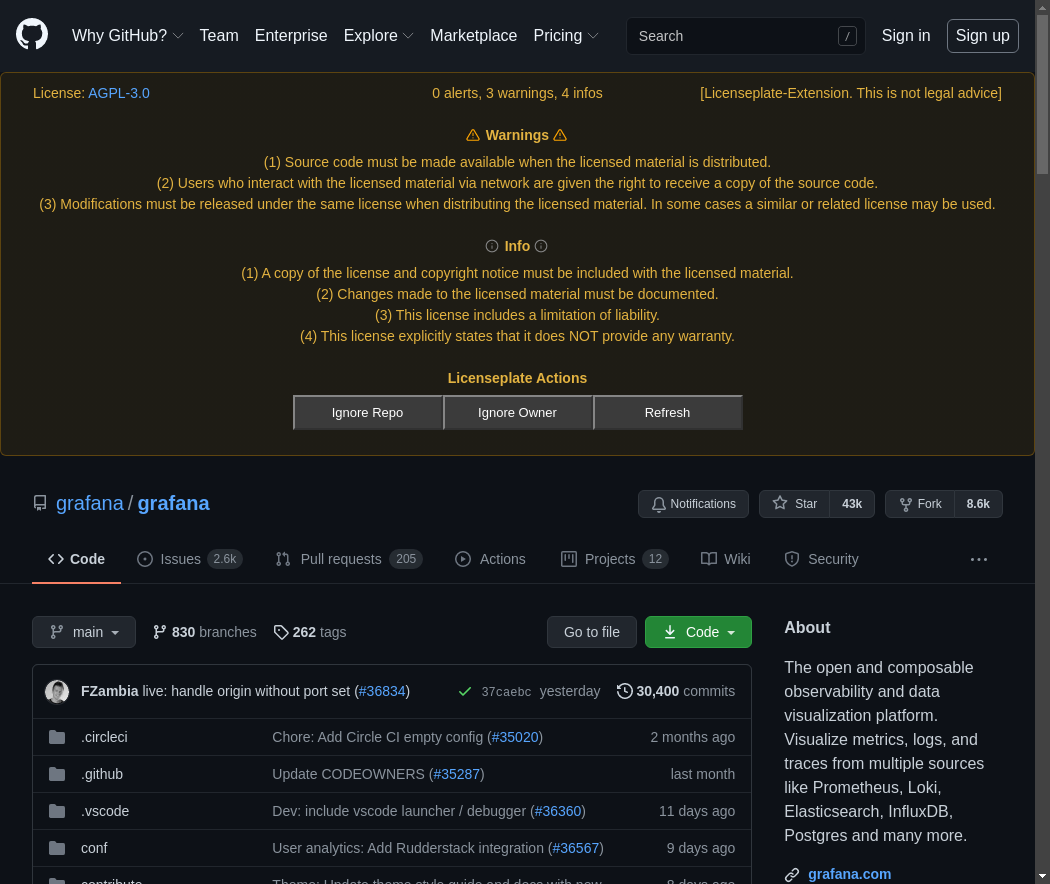 Why GitHub? Team Enterprise Explore Marketplace Pricing Search / Sign in Sign up
License: AGPL-3.0 0 alerts, 3 warnings, 4 infos [Licenseplate-Extension. This is not legal advice]
Warnings
(1) Source code must be made available when the licensed material is distributed.
(2) Users who interact with the licensed material via network are given the right to receive a copy of the source code.
(3) Modifications must be released under the same license when distributing the licensed material. In some cases a similar or related license may be used.
Info
(1) A copy of the license and copyright notice must be included with the licensed material.
(2) Changes made to the licensed material must be documented.
(3) This license includes a limitation of liability.
(4) This license explicitly states that it does NOT provide any warranty.
Licenseplate Actions
Ignore Repo Ignore Owner Refresh
grafana / grafana Notifications Star 43k Fork 8.6k
Code Issues 2.6k Pull requests 205 Actions Projects 12 Wiki Security
main 830 branches 262 tags Go to file Code
FZambia live: handle origin without port set (#36834) 37caebc yesterday 30,400 commits
.circleci Chore: Add Circle CI empty config (#35020) 2 months ago
.github Update CODEOWNERS (#35287) last month
.vscode Dev: include vscode launcher / debugger (#36360) 11 days ago
conf User analytics: Add Rudderstack integration (#36567) 9 days ago
contribute Theme: Update theme style guide and docs with new 8 days ago
About
The open and composable
observability and data
visualization platform.
Visualize metrics, logs, and
traces from multiple sources
like Prometheus, Loki,
Elasticsearch, InfluxDB,
Postgres and many more.
grafana.com